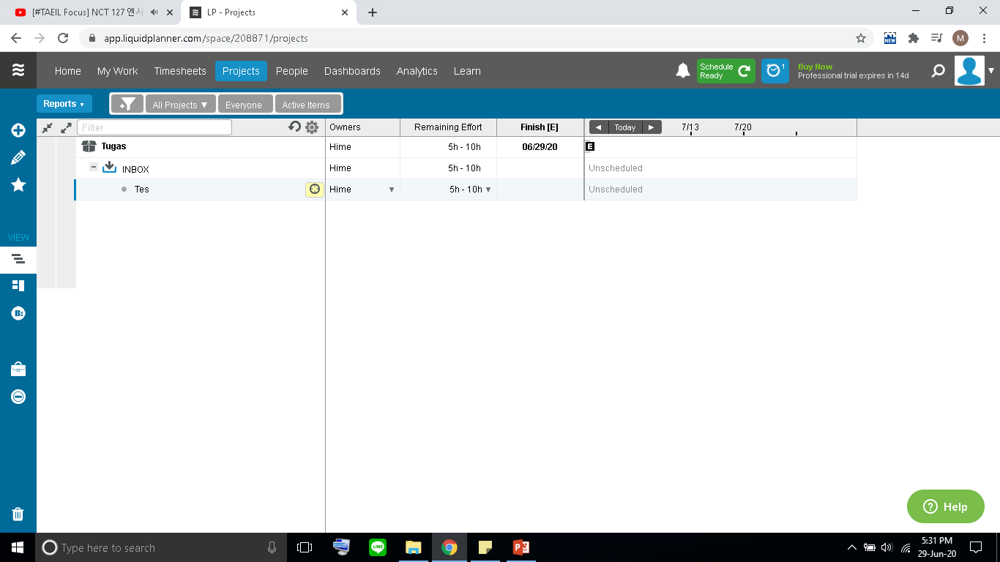 [#TAEIL Focus] NCT 127 엔시
LP - Projects
app.liquidplanner.com/space/208871/projects
NEW
M
Home My Work Timesheets Projects People Dashboards Analytics Learn
Schedule Ready
1
Buy Now
Professional trial expires in 14d
Reports
All Projects Everyone Active Items
Filter
Owners Remaining Effort Finish [E] Today 7/13 7/20
Tugas Hime 5h - 10h 06/29/20 E
INBOX Hime 5h - 10h Unscheduled
Tes Hime 5h - 10h Unscheduled
VIEW
B:
Help
Type here to search
LINE
5:31 PM
29-Jun-20